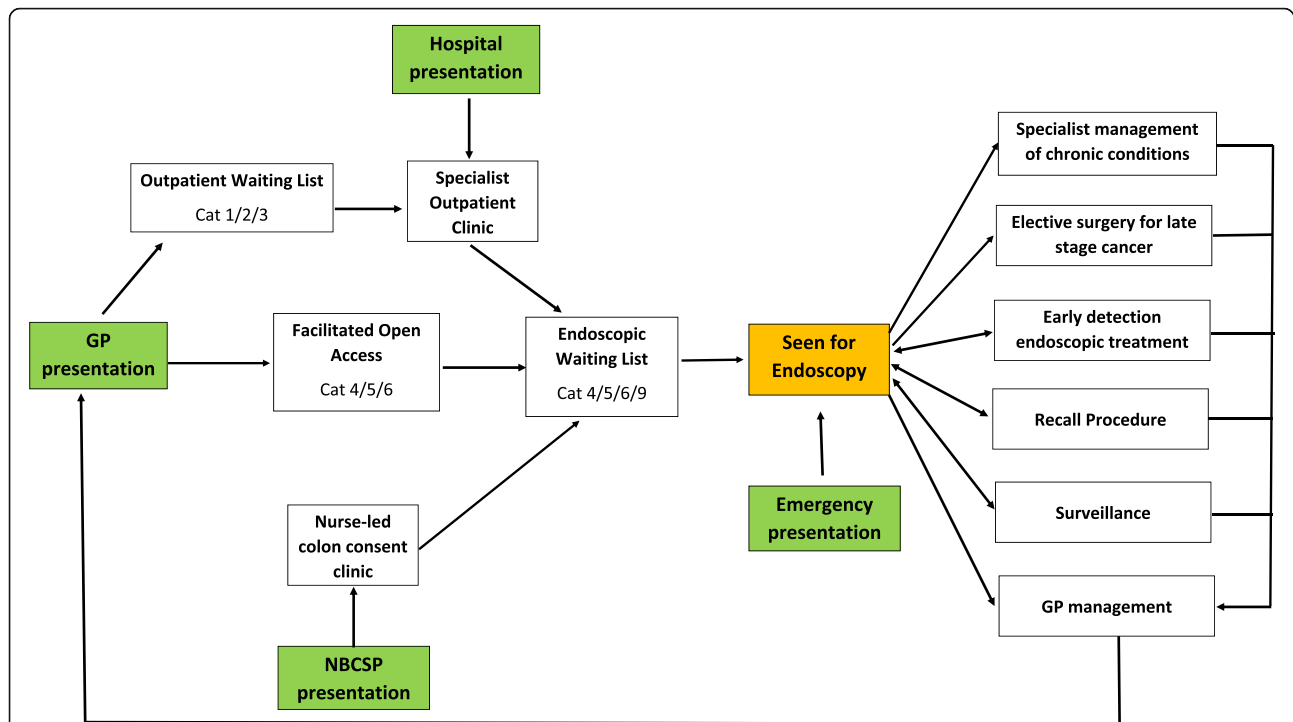 Hospital
presentation
Outpatient Waiting List
Cat 1/2/3
Specialist
Outpatient
Clinic
GP
presentation
Facilitated Open
Access
Cat 4/5/6
Endoscopic
Waiting List
Cat 4/5/6/9
Nurse-led
colon consent
clinic
NBCSP
presentation
Seen for
Endoscopy
Emergency
presentation
Specialist management
of chronic conditions
Elective surgery for late
stage cancer
Early detection
endoscopic treatment
Recall Procedure
Surveillance
GP management